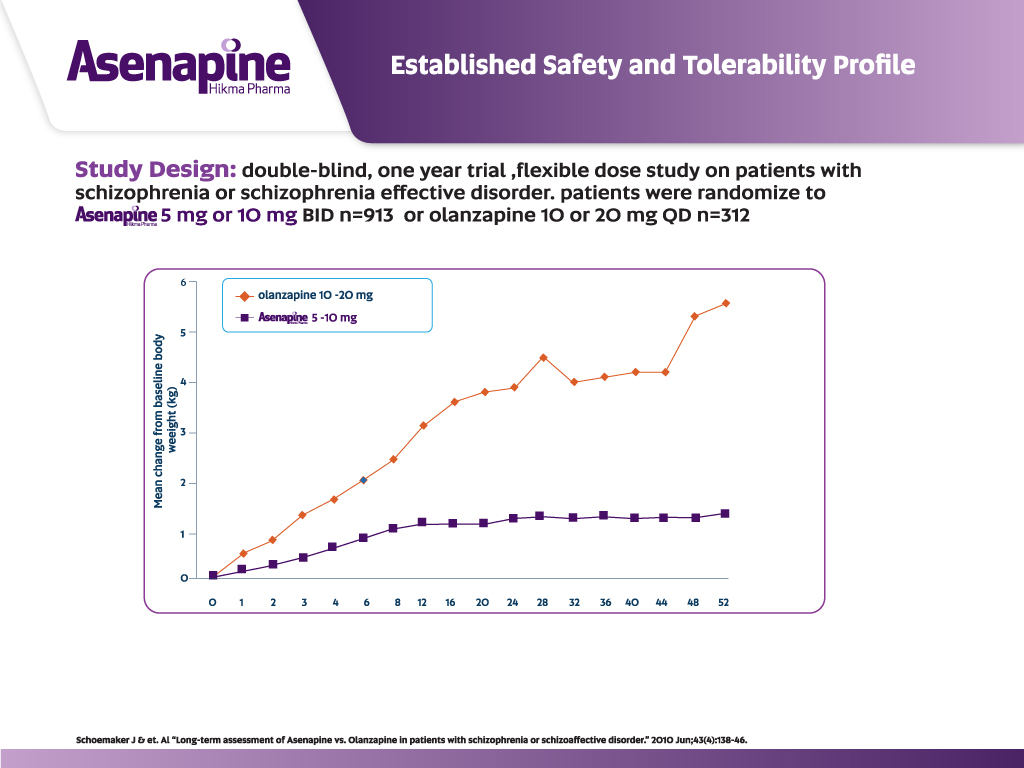 Asenapine
Hikma Pharma
Established Safety and Tolerability Profile
Study Design: double-blind, one year trial ,flexible dose study on patients with
schizophrenia or schizophrenia effective disorder. patients were randomize to
Asenapine Hikma Pharma 5 mg or 10 mg BID n=913 or olanzapine 10 or 20 mg QD n=312
olanzapine 10 -20 mg
Asenapine Hikma Pharma 5 -10 mg
Mean change from baseline body
weeight (kg)
6
5
4
3
2
1
0
0 1 2 3 4 6 8 12 16 20 24 28 32 36 40 44 48 52
Schoemaker J & et. Al “Long-term assessment of Asenapine vs. Olanzapine in patients with schizophrenia or schizoaffective disorder.” 2010 Jun;43(4):138-46.